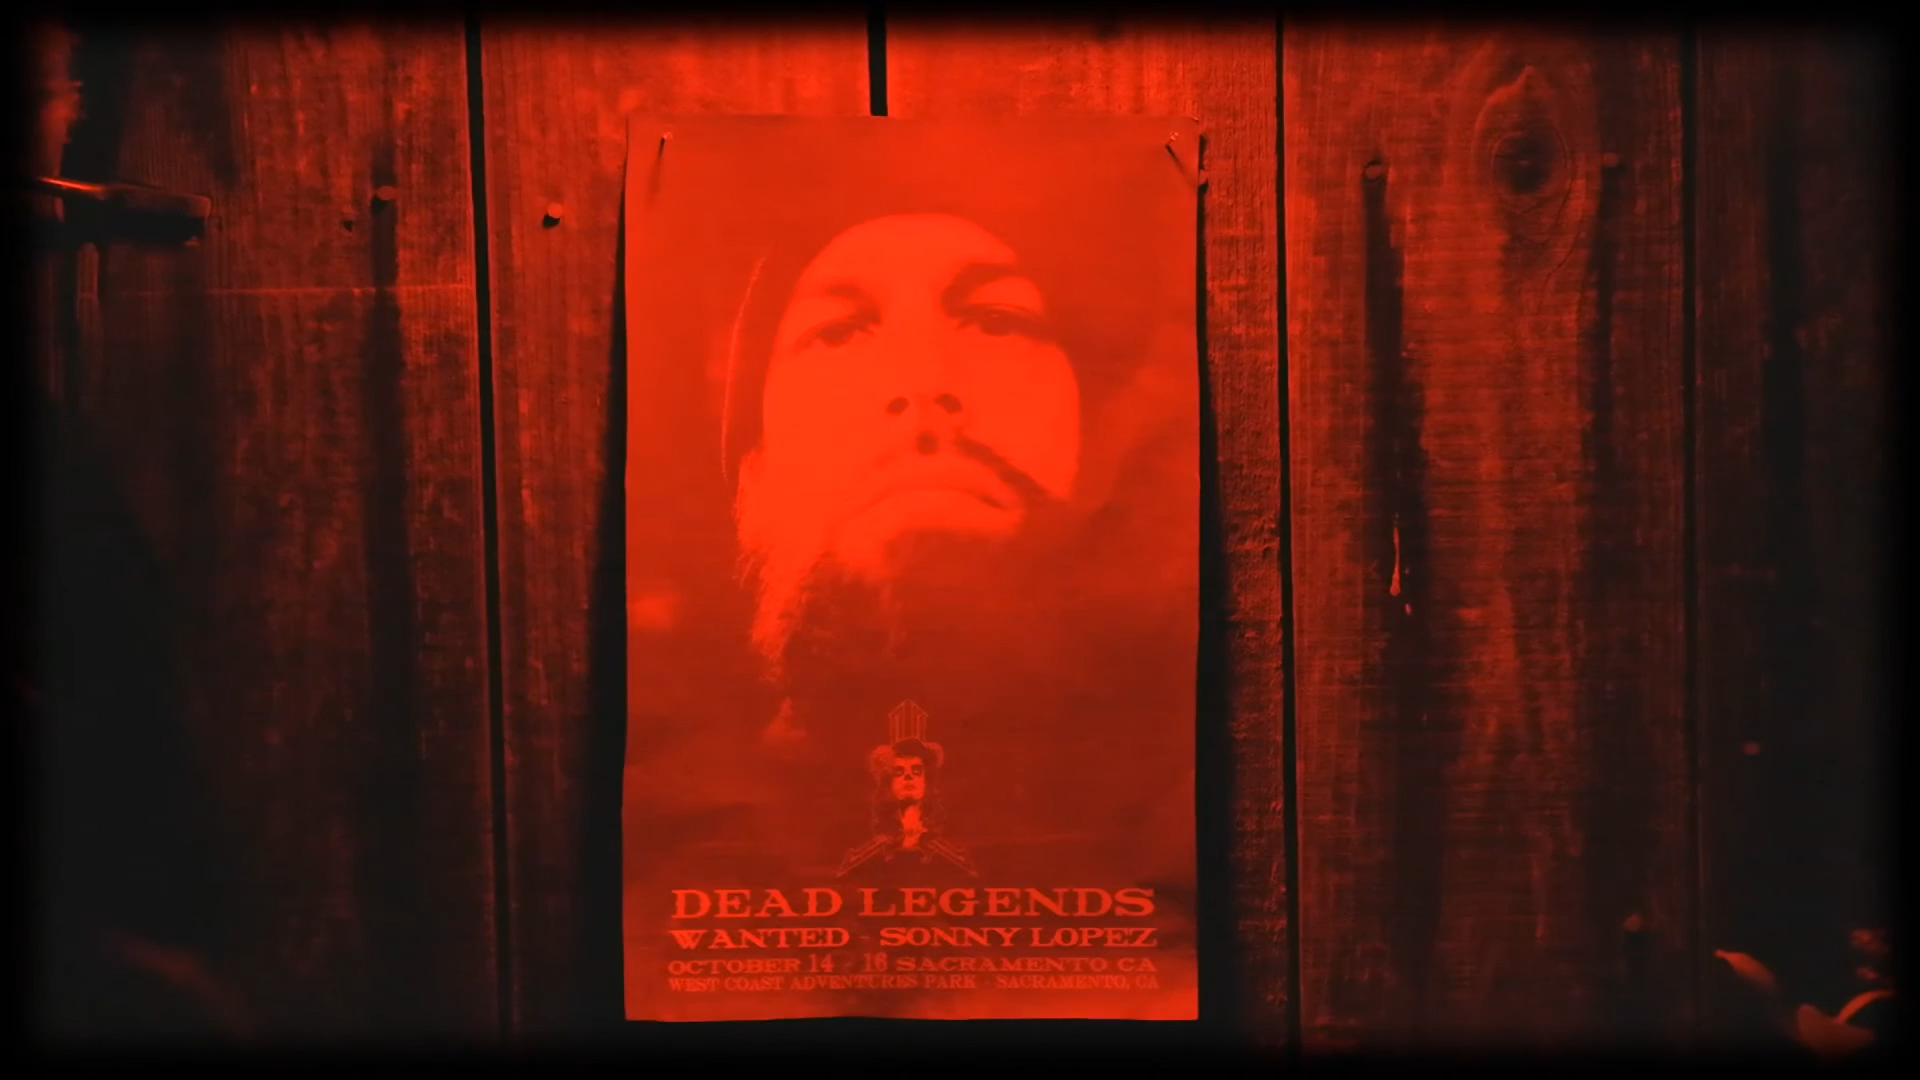 DEAD LEGENDS
WANTED - SONNY LOPEZ
OCTOBER 14 - 16 SACRAMENTO CA
WEST COAST ADVENTURES PARK - SACRAMENTO, CA